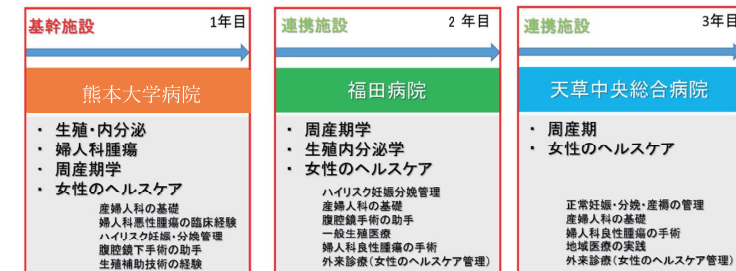 基幹施設 1年目
熊本大学病院
・ 生殖・内分泌
・ 婦人科腫瘍
・ 周産期学
・ 女性のヘルスケア
産婦人科の基礎
婦人科悪性腫瘍の臨床経験
ハイリスク妊娠・分娩管理
腹腔鏡下手術の助手
生殖補助技術の経験
連携施設 2 年目
福田病院
・ 周産期学
・ 生殖内分泌学
・ 女性のヘルスケア
ハイリスク妊娠分娩管理
産婦人科の基礎
腹腔鏡手術の助手
一般生殖医療
婦人科良性腫瘍の手術
外来診療(女性のヘルスケア管理)
連携施設 3年目
天草中央総合病院
・ 周産期
・ 女性のヘルスケア
正常妊娠・分娩・産褥の管理
産婦人科の基礎
婦人科良性腫瘍の手術
地域医療の実践
外来診療(女性のヘルスケア管理)